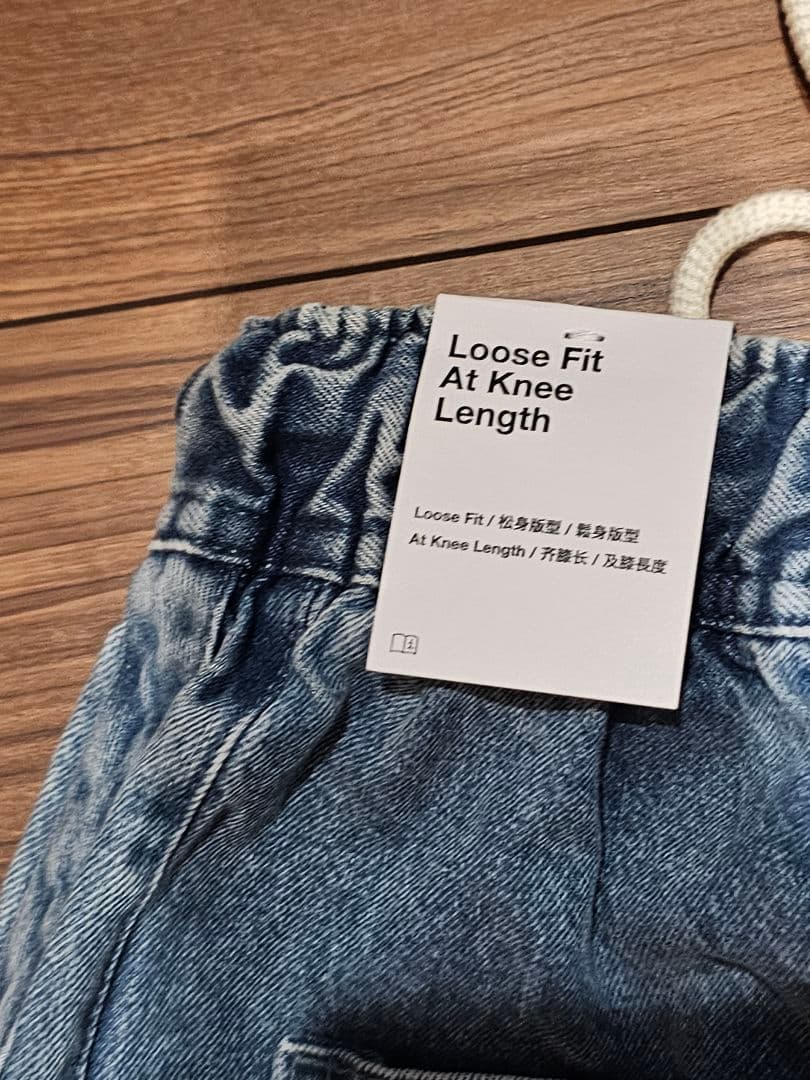 Loose Fit
At Knee
Length
Loose Fit / 松身版型 / 鬆身版型
At Knee Length / 齐膝长 / 及膝長度